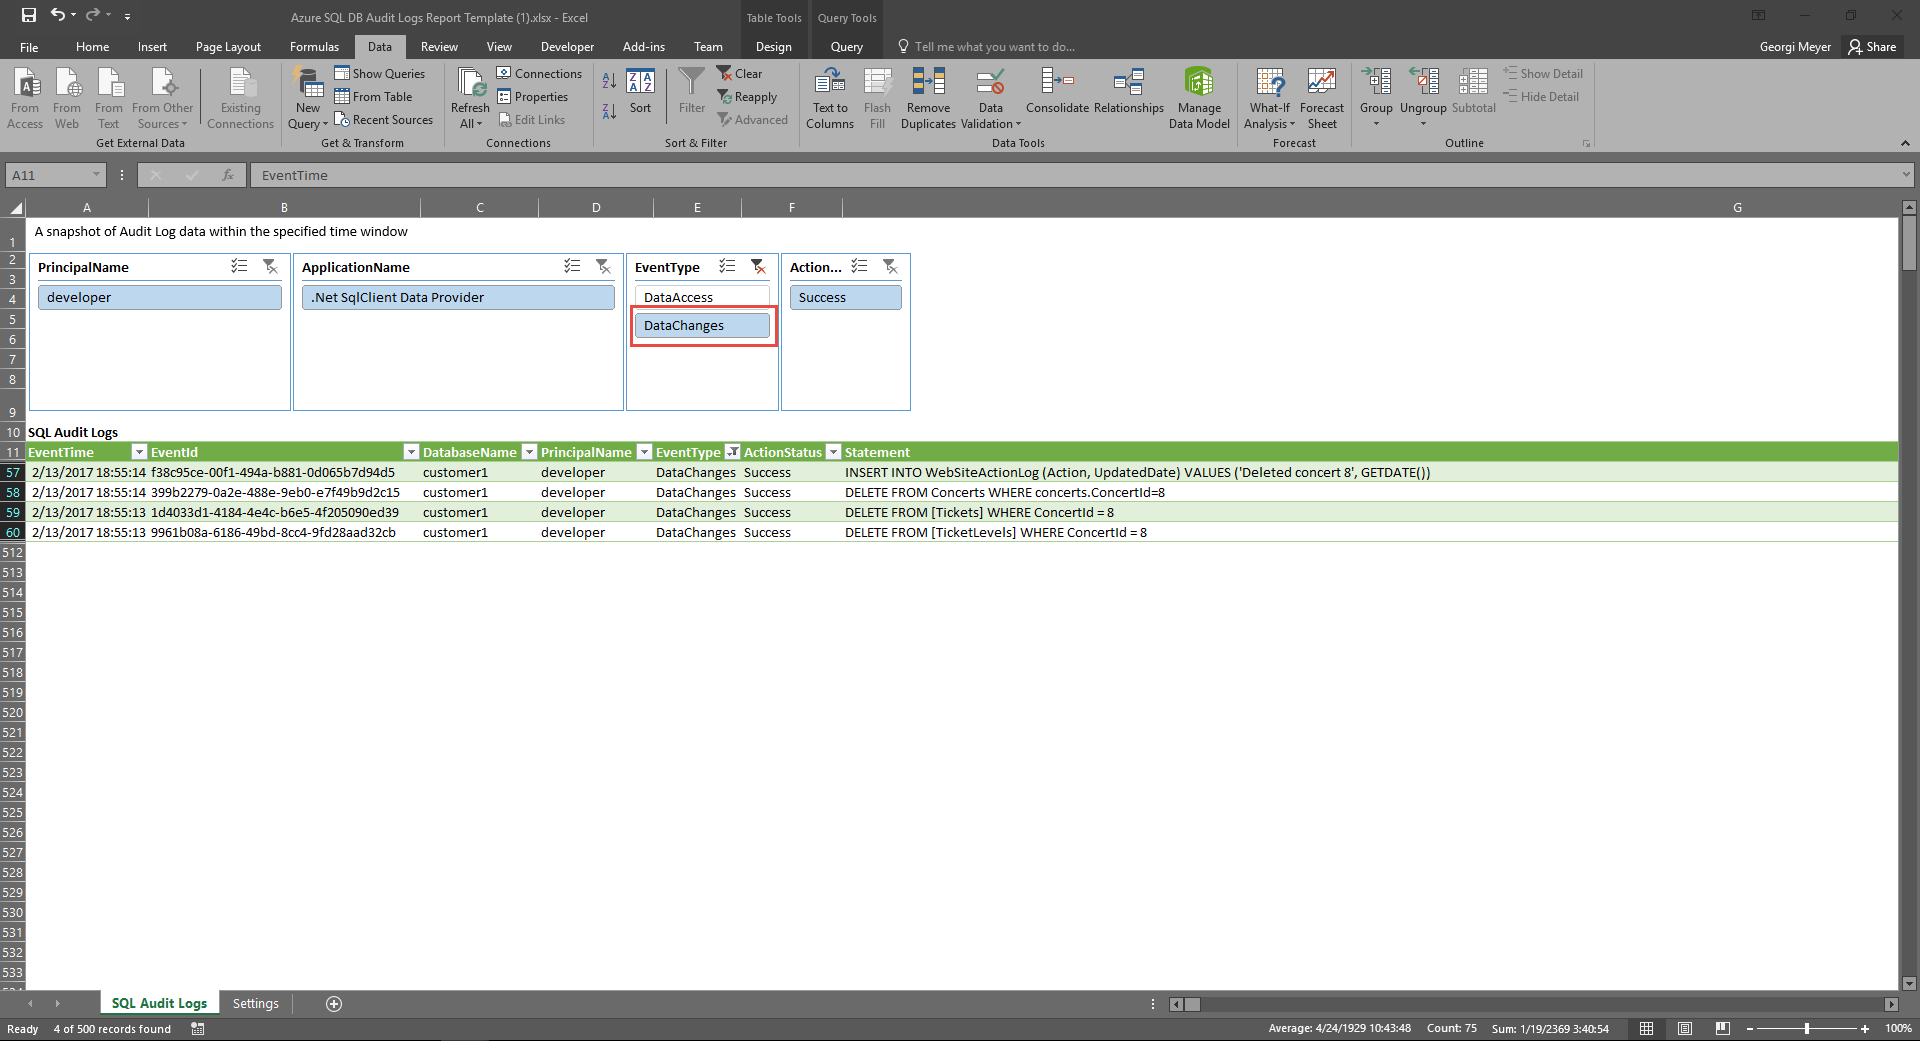 Azure SQL DB Audit Logs Report Template (1).xlsx - Excel
Table Tools
Query Tools
File
Home
Insert
Page Layout
Formulas
Data
Review
View
Developer
Add-ins
Team
Design
Query
Tell me what you want to do...
Georgi Meyer
Share
From Access
From Web
From Text
From Other Sources
Existing Connections
Get External Data
New Query
Show Queries
From Table
Recent Sources
Get & Transform
Refresh All
Connections
Properties
Edit Links
Connections
Sort
Filter
Clear
Reapply
Advanced
Sort & Filter
Text to Columns
Flash Fill
Remove Duplicates
Data Validation
Consolidate
Relationships
Manage Data Model
Data Tools
What-If Analysis
Forecast Sheet
Forecast
Group
Ungroup
Subtotal
Show Detail
Hide Detail
Outline
A11
fx
EventTime
A B C D E F G
1 A snapshot of Audit Log data within the specified time window
2
PrincipalName
developer
ApplicationName
.Net SqlClient Data Provider
EventType
DataAccess
DataChanges
Action...
Success
3
4
5
6
7
8
9
10 SQL Audit Logs
11 EventTime EventId DatabaseName PrincipalName EventType ActionStatus Statement
57 2/13/2017 18:55:14 f38c95ce-00f1-494a-b881-0d065b7d94d5 customer1 developer DataChanges Success INSERT INTO WebSiteActionLog (Action, UpdatedDate) VALUES ('Deleted concert 8', GETDATE())
58 2/13/2017 18:55:14 399b2279-0a2e-488e-9eb0-e7f49b9d2c15 customer1 developer DataChanges Success DELETE FROM Concerts WHERE concerts.ConcertId=8
59 2/13/2017 18:55:13 1d4033d1-4184-4e4c-b6e5-4f205090ed39 customer1 developer DataChanges Success DELETE FROM [Tickets] WHERE ConcertId = 8
60 2/13/2017 18:55:13 9961b08a-6186-49bd-8cc4-9fd28aad32cb customer1 developer DataChanges Success DELETE FROM [TicketLevels] WHERE ConcertId = 8
512
513
514
515
516
517
518
519
520
521
522
523
524
525
526
527
528
529
530
531
532
533
SQL Audit Logs
Settings
Ready
4 of 500 records found
Average: 4/24/1929 10:43:48
Count: 75
Sum: 1/19/2369 3:40:54
100%